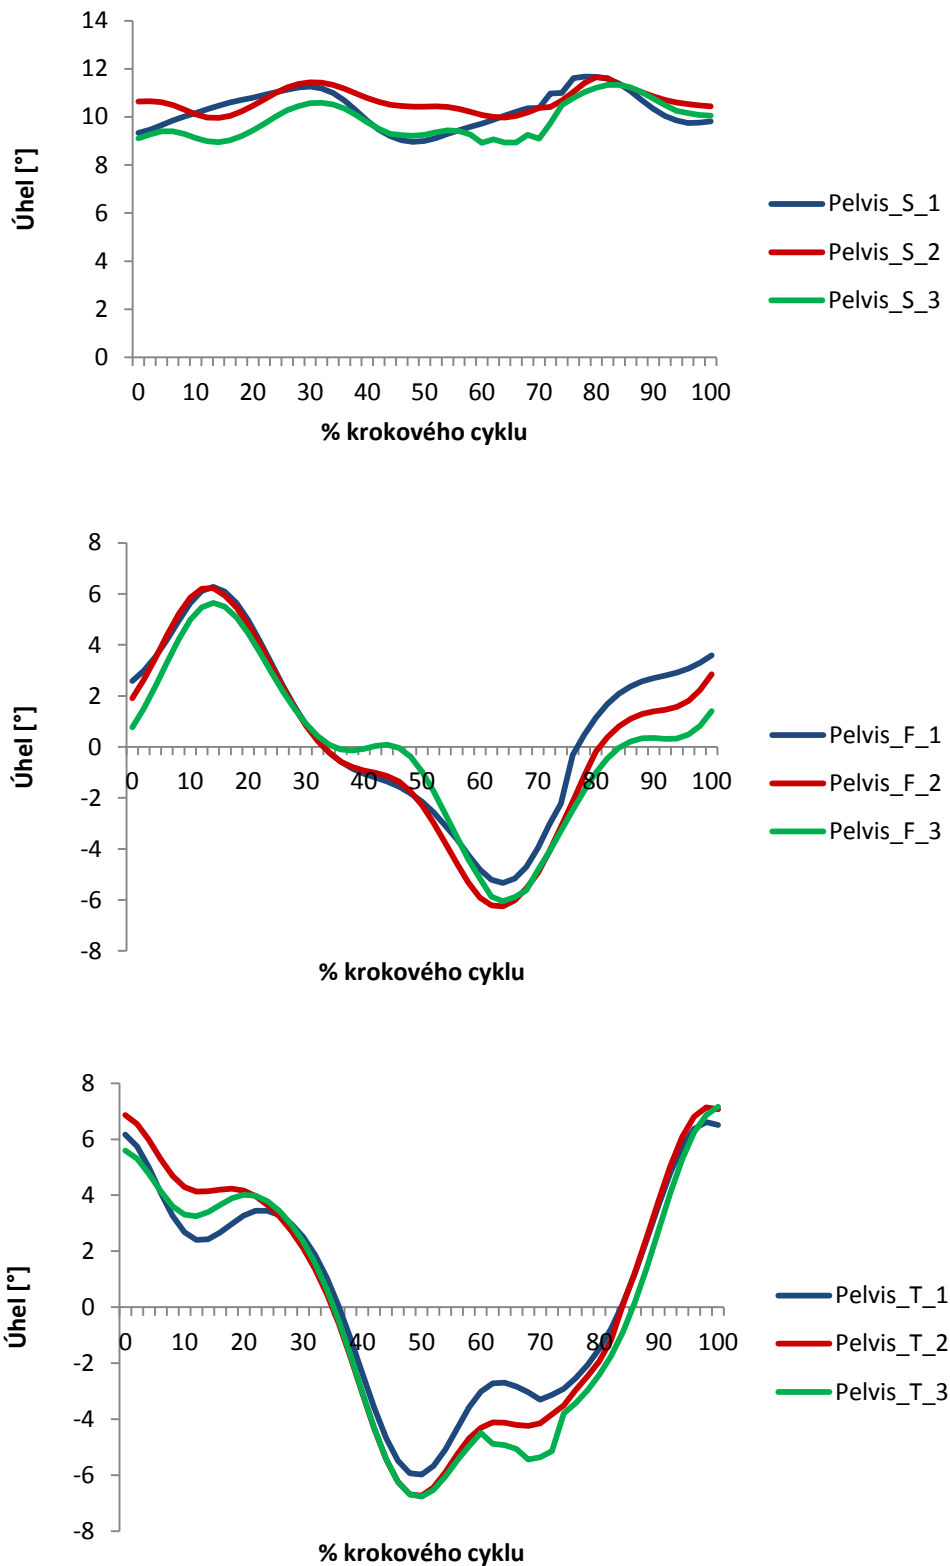 14
12
10
8
6
4
2
0
Úhel [°]
0 10 20 30 40 50 60 70 80 90 100
% krokového cyklu
Pelvis_S_1
Pelvis_S_2
Pelvis_S_3
8
6
4
2
0
-2
-4
-6
-8
Úhel [°]
0 10 20 30 40 50 60 70 80 90 100
% krokového cyklu
Pelvis_F_1
Pelvis_F_2
Pelvis_F_3
8
6
4
2
0
-2
-4
-6
-8
Úhel [°]
0 10 20 30 40 50 60 70 80 90 100
% krokového cyklu
Pelvis_T_1
Pelvis_T_2
Pelvis_T_3